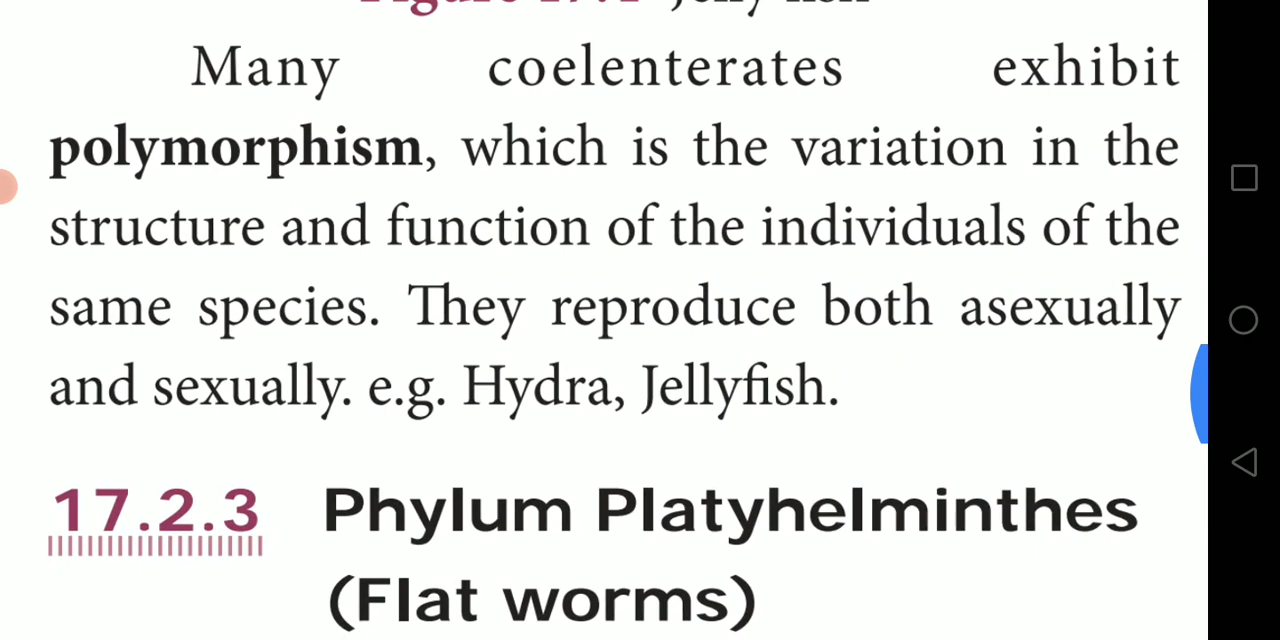 Many coelenterates exhibit
polymorphism, which is the variation in the
structure and function of the individuals of the
same species. They reproduce both asexually
and sexually. e.g. Hydra, Jellyfish.
17.2.3 Phylum Platyhelminthes
(Flat worms)